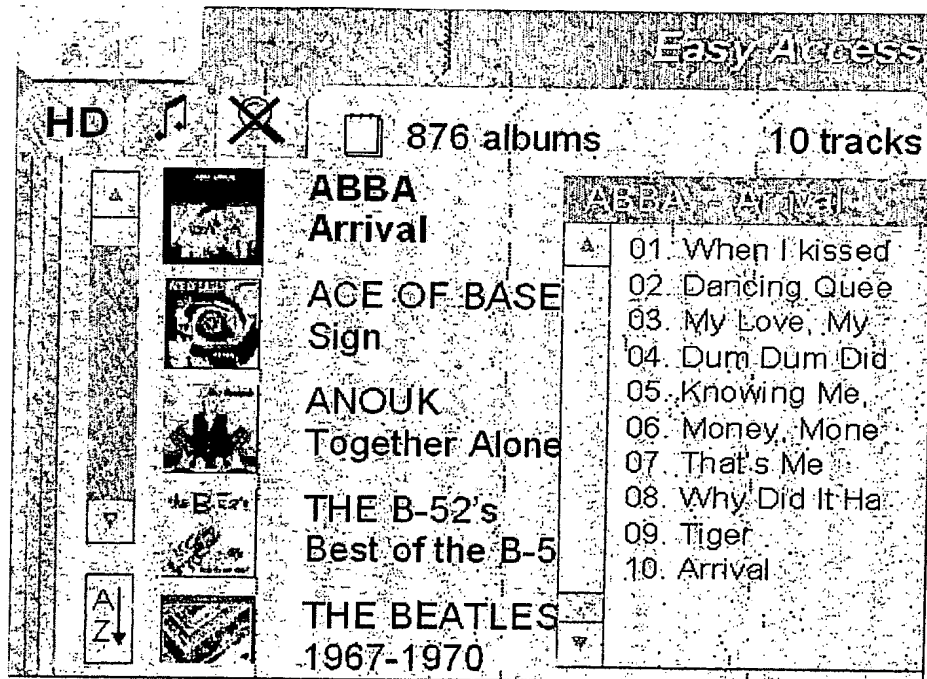 Easy Access
HD
876 albums
10 tracks
ABBA
Arrival
ACE OF BASE
Sign
ANOUK
Together Alone
THE B-52's
Best of the B-5
THE BEATLES
1967-1970
A
Z
ABBA - Arrival
01. When I kissed
02. Dancing Quee
03. My Love, My
04. Dum Dum Did
05. Knowing Me,
06. Money, Mone
07. That's Me
08. Why Did It Ha
09. Tiger
10. Arrival
the B-52's